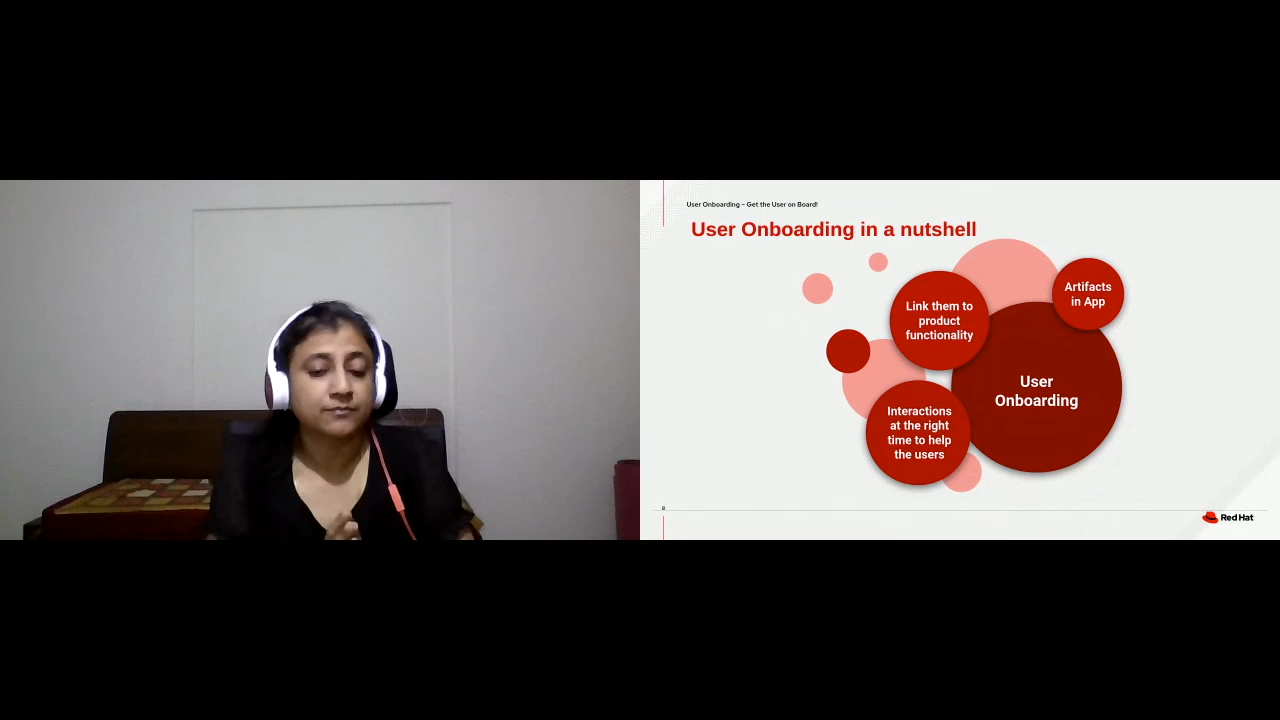 User Onboarding – Get the User on Board!
User Onboarding in a nutshell
Artifacts
in App
Link them to
product
functionality
User
Onboarding
Interactions
at the right
time to help
the users
Red Hat